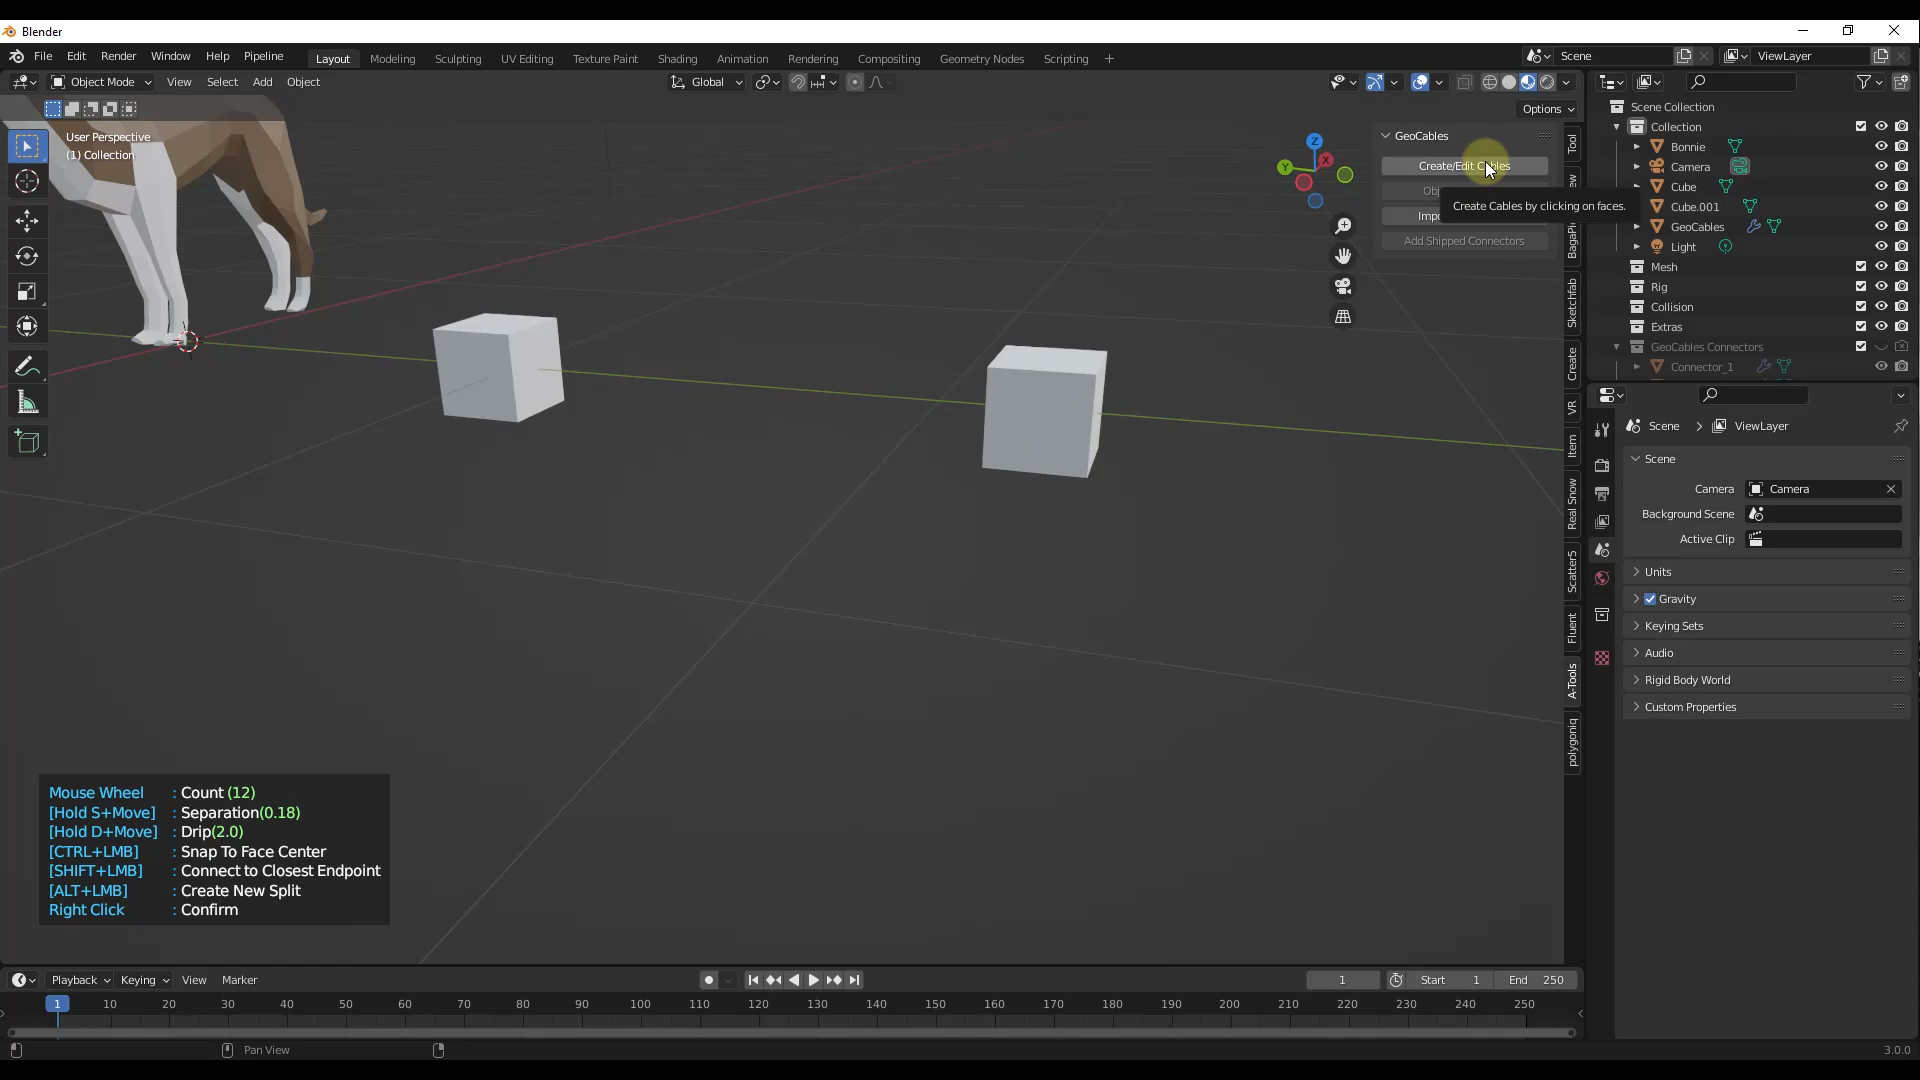 Blender
File Edit Render Window Help Pipeline
Layout Modeling Sculpting UV Editing Texture Paint Shading Animation Rendering Compositing Geometry Nodes Scripting +
Scene
ViewLayer
Object Mode View Select Add Object
Global
Options
User Perspective
(1) Collection
Z
X
Y
GeoCables
Create/Edit Cables
Create Cables by clicking on faces.
Add Shipped Connectors
Tool
Sketchfab
Create
VR
Item
Real Snow
Scatter5
Fluent
A-Tools
polygoniq
Scene Collection
Collection
Bonnie
Camera
Cube
Cube.001
GeoCables
Light
Mesh
Rig
Collision
Extras
GeoCables Connectors
Connector_1
Scene > ViewLayer
Scene
Camera Camera
Background Scene
Active Clip
Units
Gravity
Keying Sets
Audio
Rigid Body World
Custom Properties
Mouse Wheel : Count (12)
[Hold S+Move] : Separation(0.18)
[Hold D+Move] : Drip(2.0)
[CTRL+LMB] : Snap To Face Center
[SHIFT+LMB] : Connect to Closest Endpoint
[ALT+LMB] : Create New Split
Right Click : Confirm
Playback Keying View Marker
1 Start 1 End 250
1 10 20 30 40 50 60 70 80 90 100 110 120 130 140 150 160 170 180 190 200 210 220 230 240 250
Pan View
3.0.0